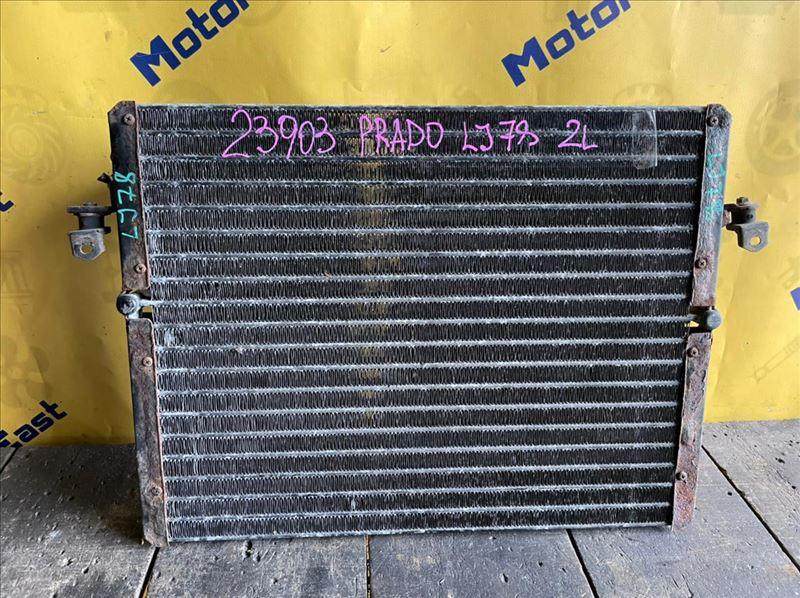 Motor
Motor
23903 PRADO LJ78 2L
LJ78
East